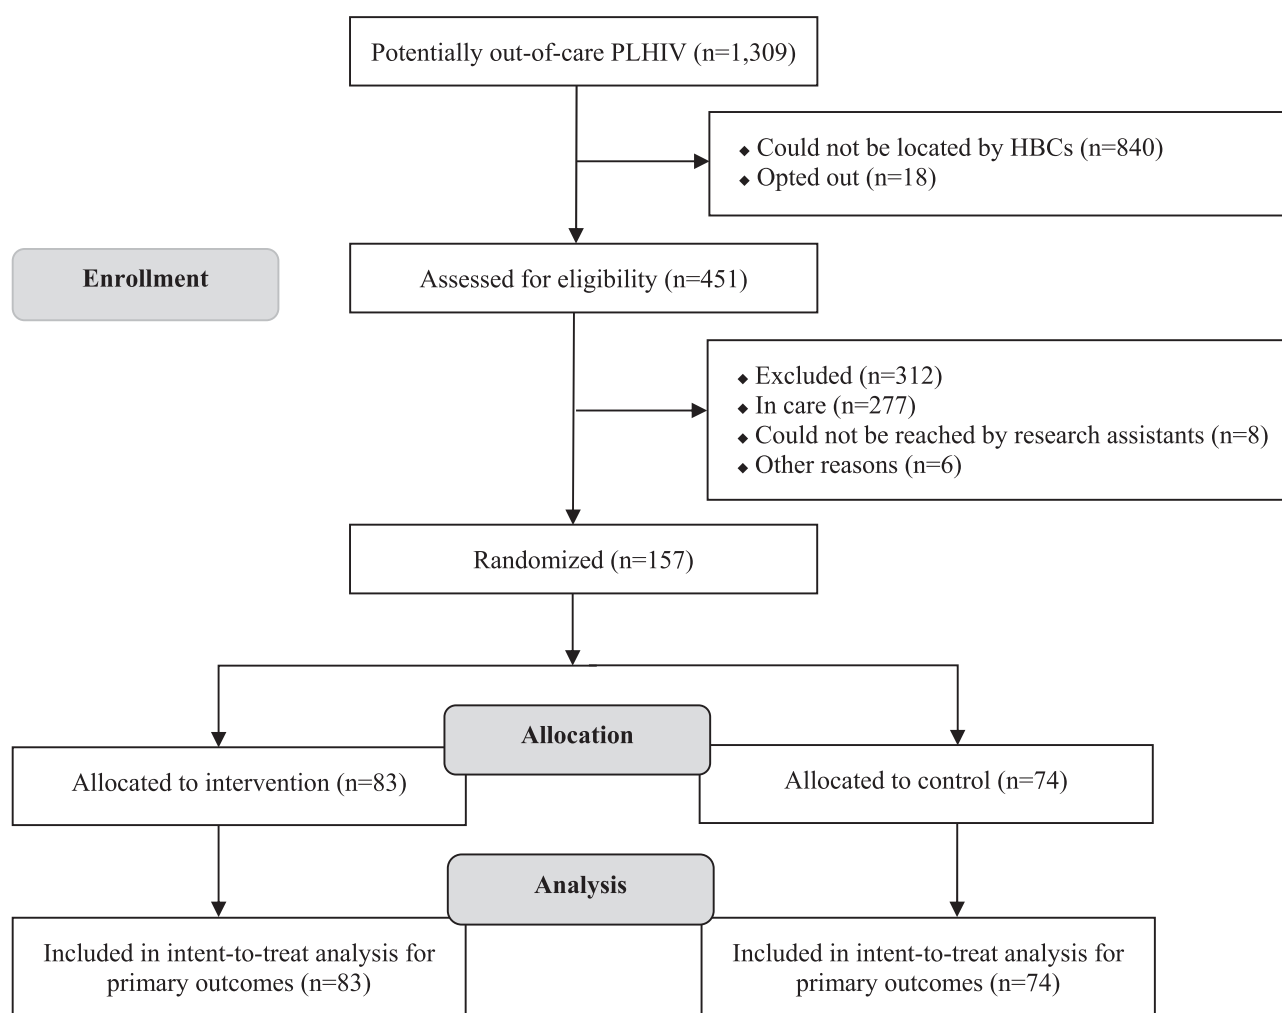 Potentially out-of-care PLHIV (n=1,309)
◆ Could not be located by HBCs (n=840)
◆ Opted out (n=18)
Enrollment
Assessed for eligibility (n=451)
◆ Excluded (n=312)
◆ In care (n=277)
◆ Could not be reached by research assistants (n=8)
◆ Other reasons (n=6)
Randomized (n=157)
Allocation
Allocated to intervention (n=83)
Allocated to control (n=74)
Analysis
Included in intent-to-treat analysis for
primary outcomes (n=83)
Included in intent-to-treat analysis for
primary outcomes (n=74)